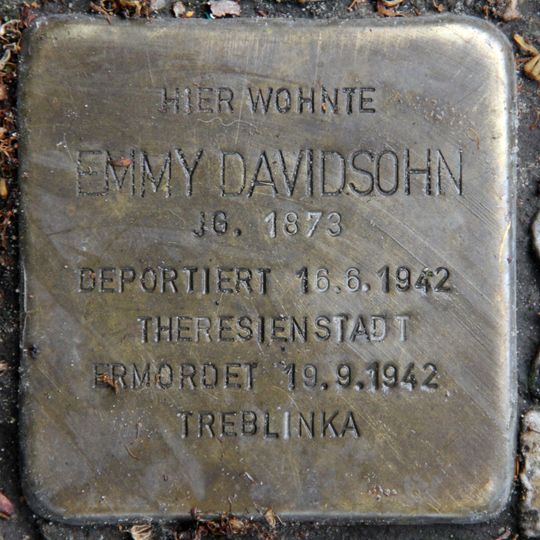 HIER WOHNTE
EMMY DAVIDSOHN
JG. 1873
DEPORTIERT 16.6.1942
THERESIENSTADT
ERMORDET 19.9.1942
TREBLINKA